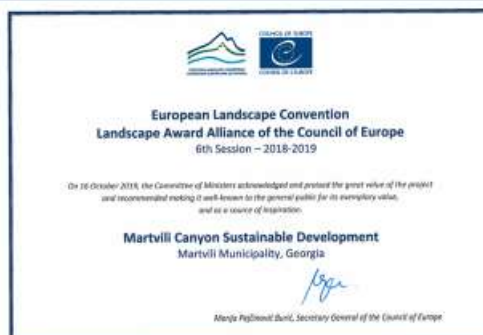 COUNCIL OF EUROPE
CONSEIL DE L'EUROPE
European Landscape Convention
Landscape Award Alliance of the Council of Europe
6th Session – 2018-2019
On 16 October 2019, the Committee of Ministers acknowledged and praised the great value of the project
and recommended making it well-known to the general public for its exemplary value,
and as a source of inspiration.
Martvili Canyon Sustainable Development
Martvili Municipality, Georgia
Marija Pejčinović Burić, Secretary General of the Council of Europe